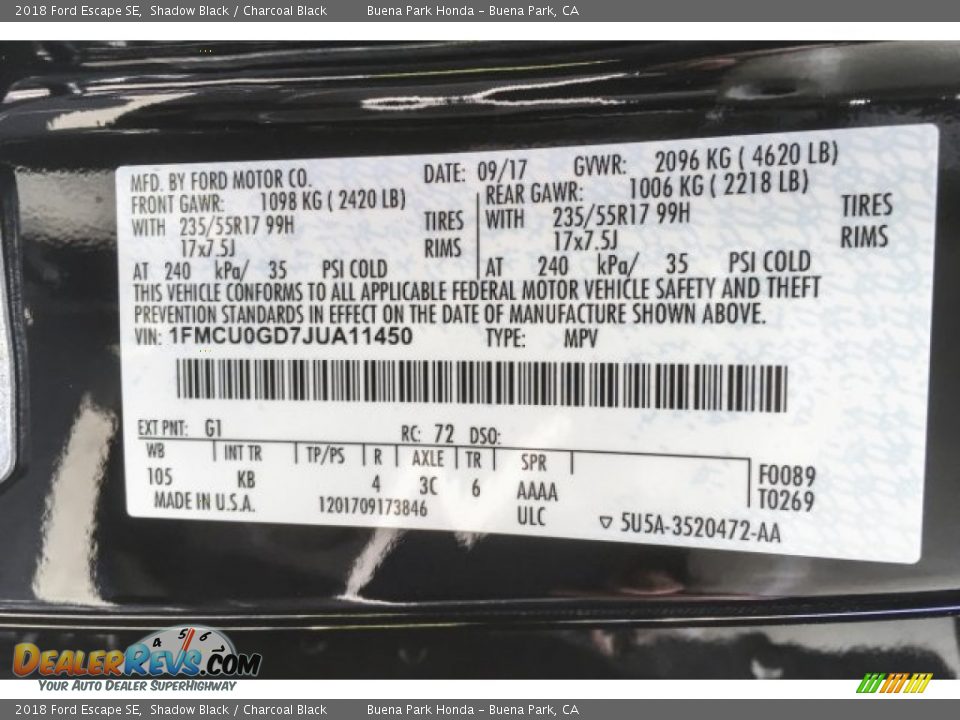 2018 Ford Escape SE, Shadow Black / Charcoal Black Buena Park Honda - Buena Park, CA
MFD. BY FORD MOTOR CO. DATE: 09/17 GVWR: 2096 KG ( 4620 LB)
FRONT GAWR: 1098 KG ( 2420 LB) REAR GAWR: 1006 KG ( 2218 LB)
WITH 235/55R17 99H TIRES WITH 235/55R17 99H TIRES
17x7.5J RIMS 17x7.5J RIMS
AT 240 kPa/ 35 PSI COLD AT 240 kPa/ 35 PSI COLD
THIS VEHICLE CONFORMS TO ALL APPLICABLE FEDERAL MOTOR VEHICLE SAFETY AND THEFT
PREVENTION STANDARDS IN EFFECT ON THE DATE OF MANUFACTURE SHOWN ABOVE.
VIN: 1FMCU0GD7JUA11450 TYPE: MPV
EXT PNT: G1 RC: 72 DSO:
WB INT TR TP/PS R AXLE TR SPR
105 KB 4 3C 6 AAAA F0089
T0269
MADE IN U.S.A. 1201709173846 ULC 5U5A-3520472-AA
4 5 6
DEALERREVS.COM
YOUR AUTO DEALER SUPERHIGHWAY
2018 Ford Escape SE, Shadow Black / Charcoal Black Buena Park Honda - Buena Park, CA